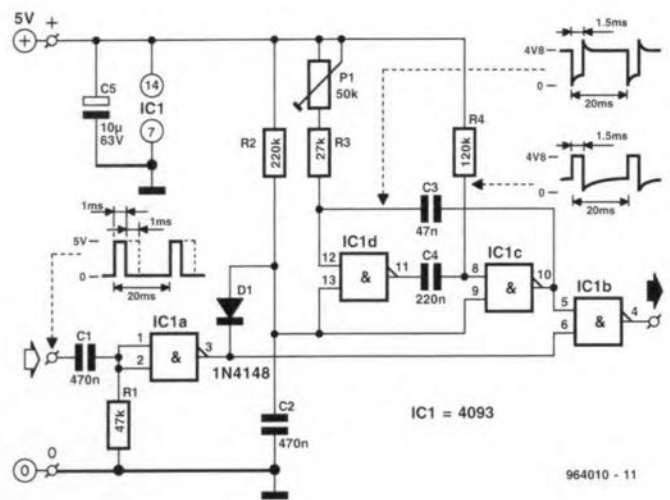 5V +
C5
10µ
63V
14
IC1
7
R2
220k
P1
50k
R3
27k
R4
120k
1.5ms
4V8
0
20ms
1.5ms
4V8
0
20ms
1ms
1ms
5V
0
20ms
C3
47n
IC1d
12
13
&
11
C4
220n
IC1c
8
9
&
10
IC1b
5
6
&
4
D1
1N4148
IC1a
1
2
&
3
C1
470n
R1
47k
C2
470n
IC1 = 4093
0 0
964010 - 11